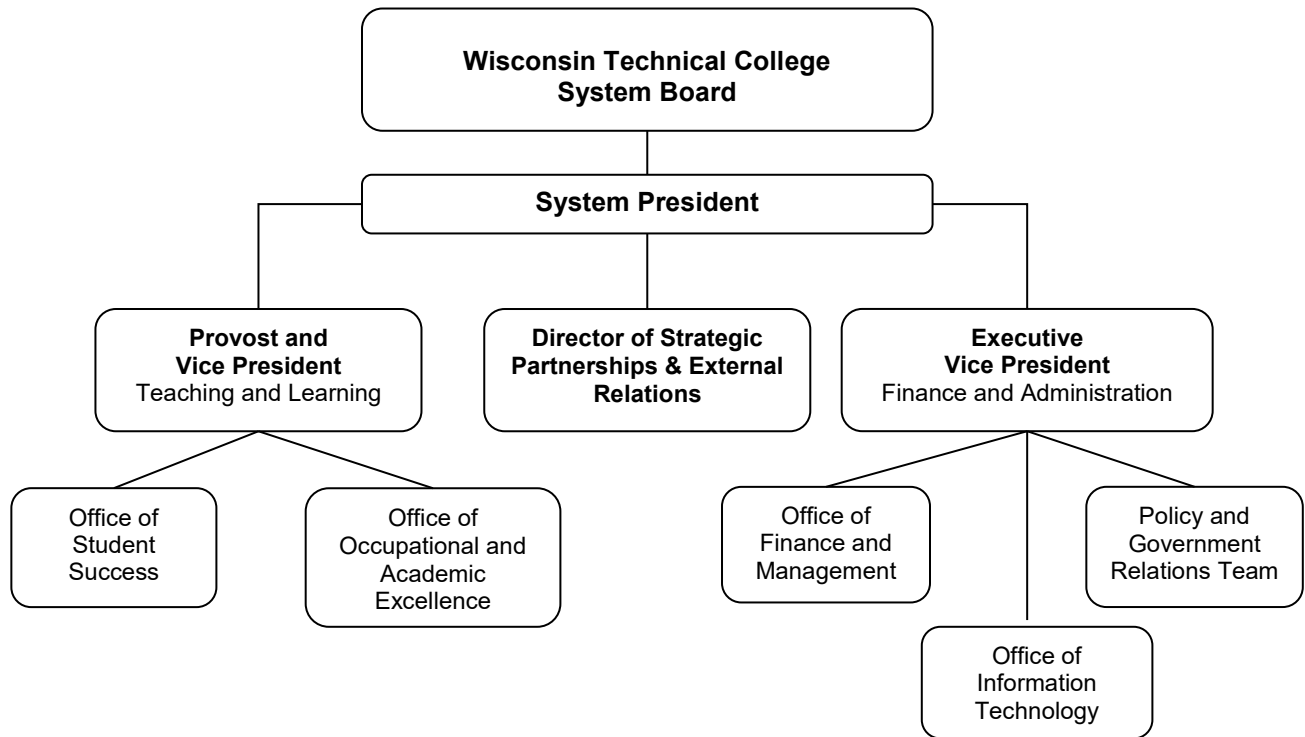 Wisconsin Technical College
System Board
System President
Provost and
Vice President
Teaching and Learning
Director of Strategic
Partnerships & External
Relations
Executive
Vice President
Finance and Administration
Office of
Student
Success
Office of
Occupational and
Academic
Excellence
Office of
Finance and
Management
Policy and
Government
Relations Team
Office of
Information
Technology